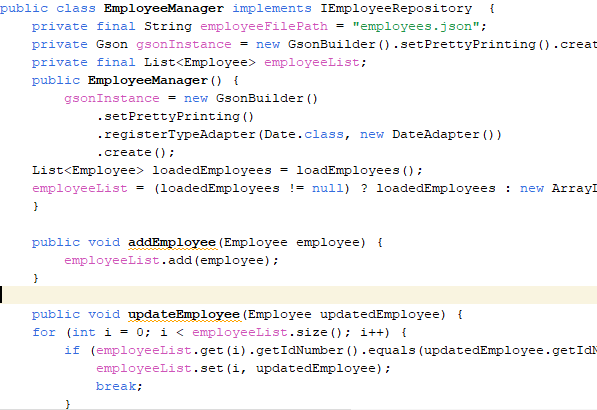 public class EmployeeManager implements IEmployeeRepository  {
    private final String employeeFilePath = "employees.json";
    private Gson gsonInstance = new GsonBuilder().setPrettyPrinting().creat
    private final List<Employee> employeeList;
    public EmployeeManager() {
        gsonInstance = new GsonBuilder()
            .setPrettyPrinting()
            .registerTypeAdapter(Date.class, new DateAdapter())
            .create();
    List<Employee> loadedEmployees = loadEmployees();
    employeeList = (loadedEmployees != null) ? loadedEmployees : new ArrayL
    }
    public void addEmployee(Employee employee) {
        employeeList.add(employee);
    }
    public void updateEmployee(Employee updatedEmployee) {
    for (int i = 0; i < employeeList.size(); i++) {
        if (employeeList.get(i).getIdNumber().equals(updatedEmployee.getIdN
            employeeList.set(i, updatedEmployee);
            break;
        }